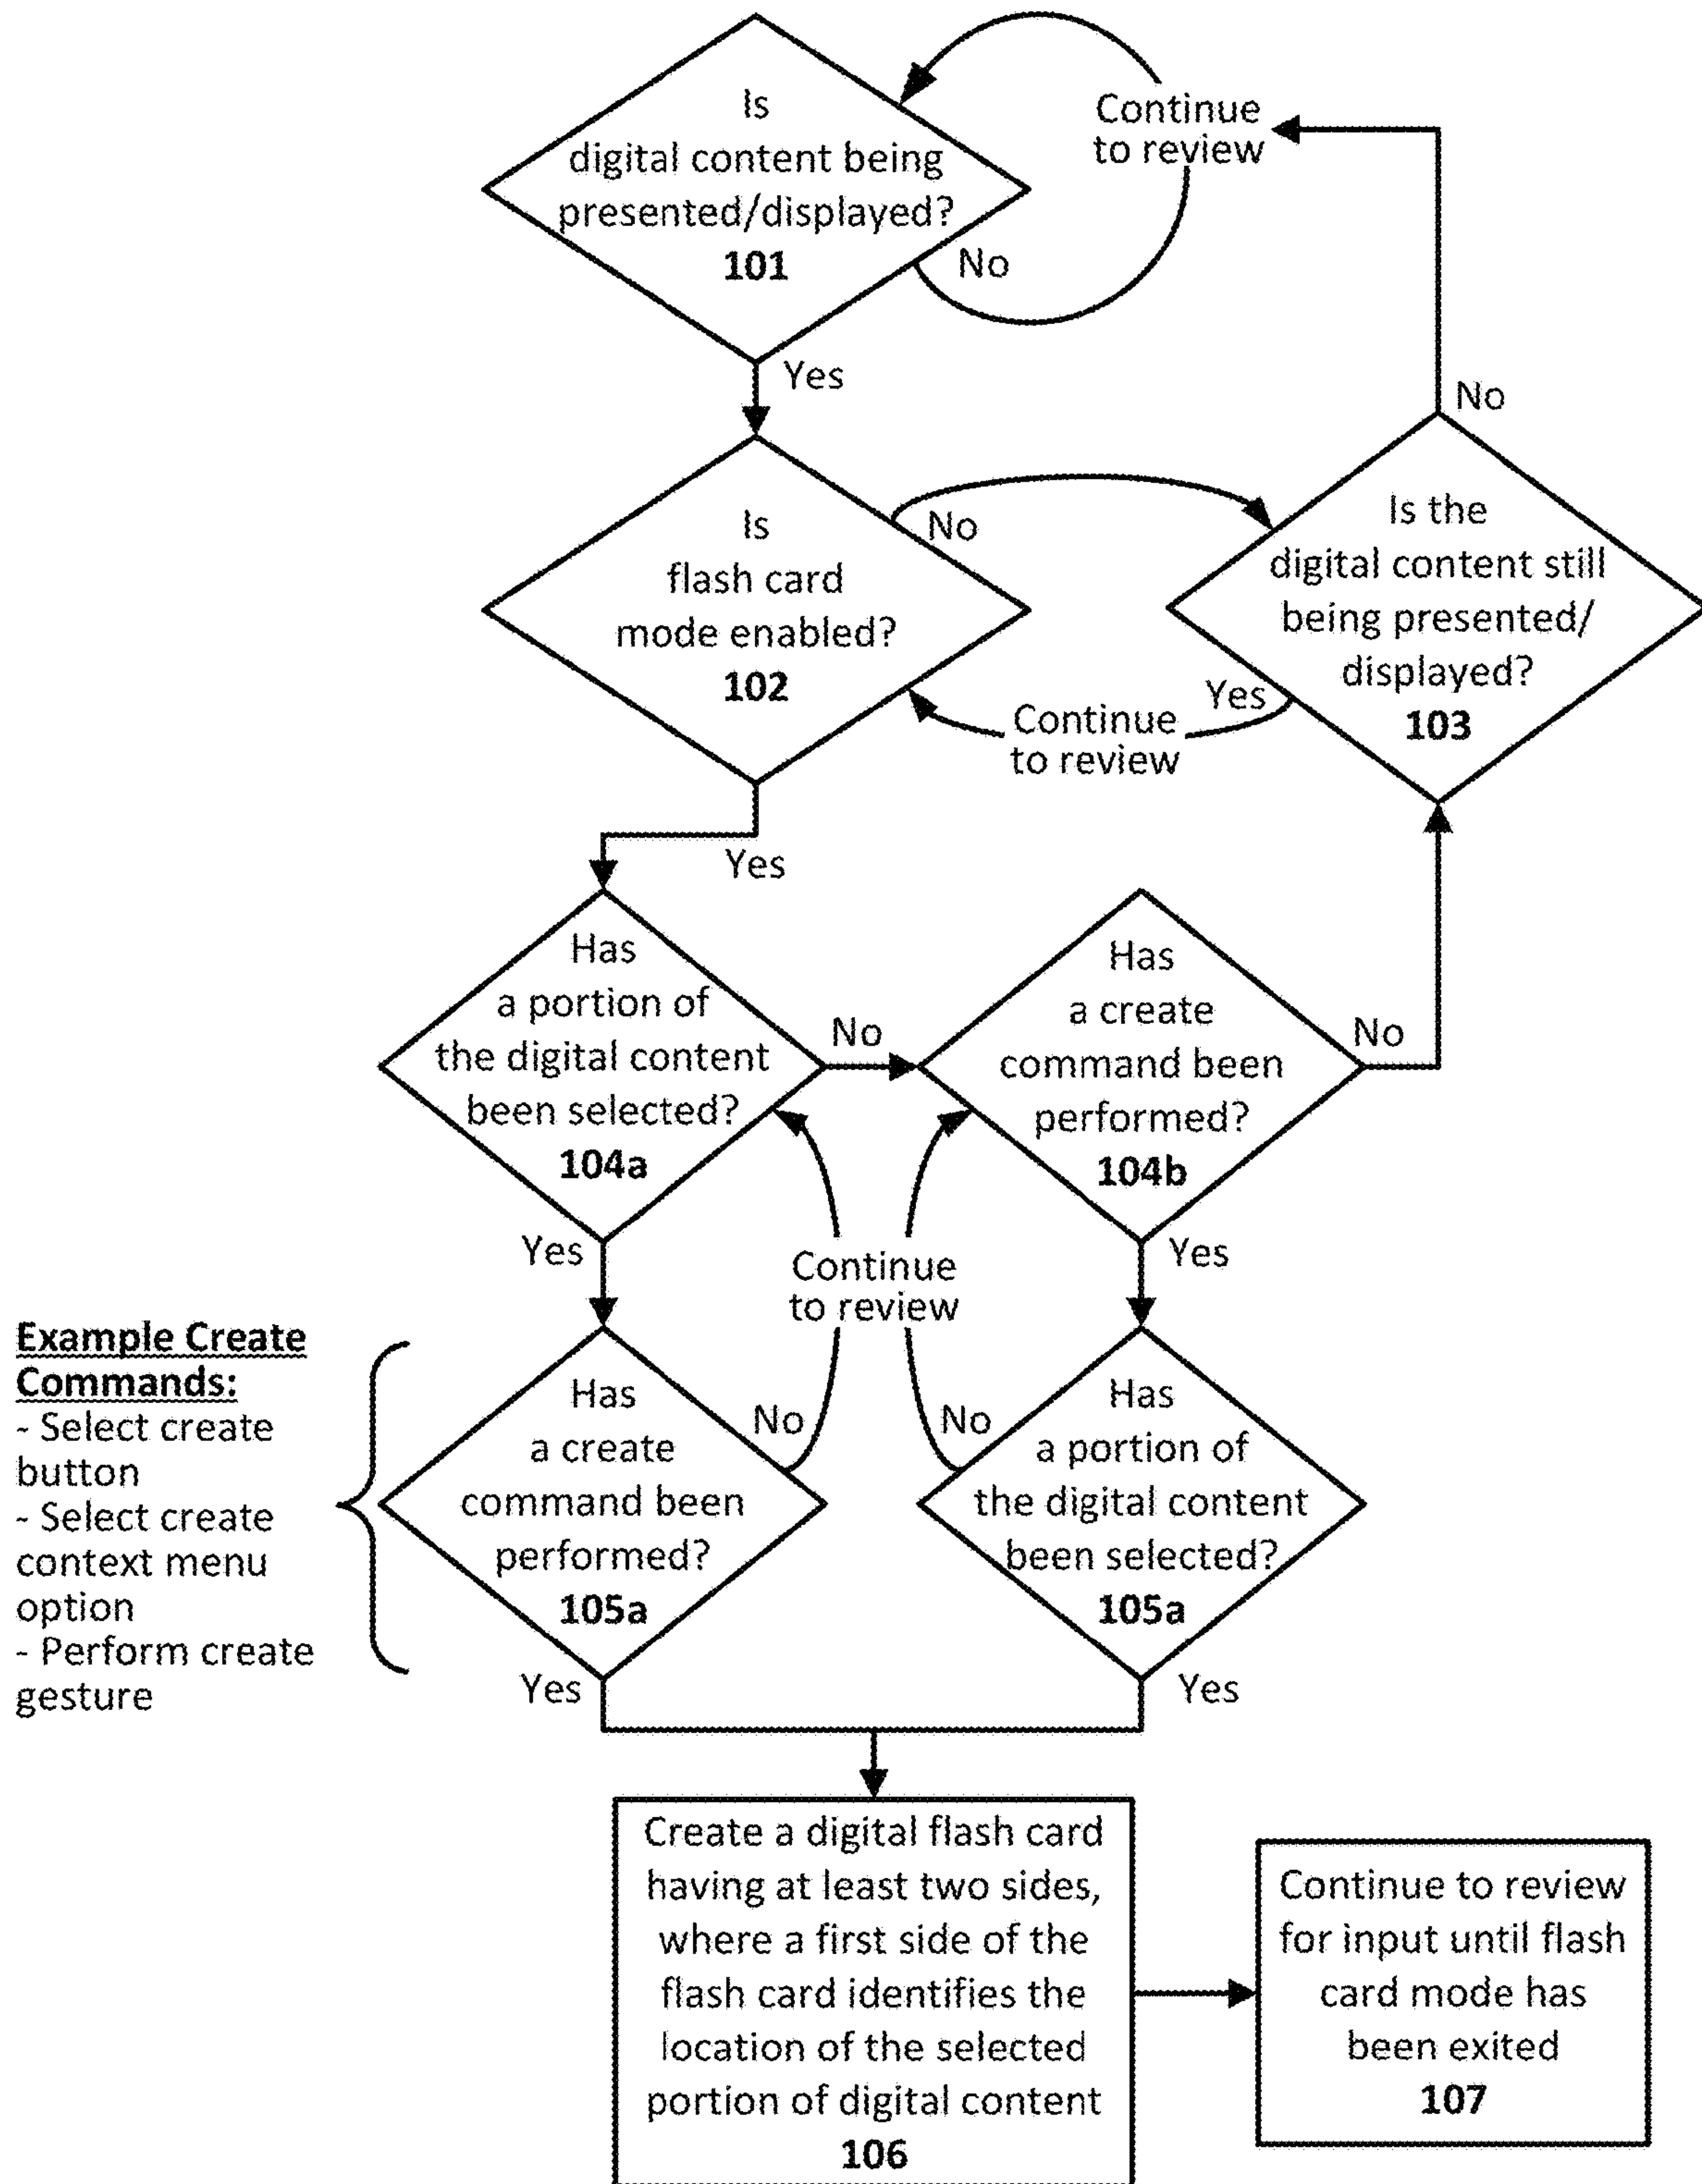 Is
digital content being
presented/displayed?
101
Continue
to review
No
Yes
Is
flash card
mode enabled?
102
No
No
Is the
digital content still
being presented/
displayed?
103
Yes
Continue
to review
Yes
Has
a portion of
the digital content
been selected?
104a
No
Has
a create
command been
performed?
104b
No
Yes
Continue
to review
Yes
Example Create
Commands:
- Select create
button
- Select create
context menu
option
- Perform create
gesture
Has
a create
command been
performed?
105a
No
No
Has
a portion of
the digital content
been selected?
105a
Yes
Yes
Create a digital flash card
having at least two sides,
where a first side of the
flash card identifies the
location of the selected
portion of digital content
106
Continue to review
for input until flash
card mode has
been exited
107